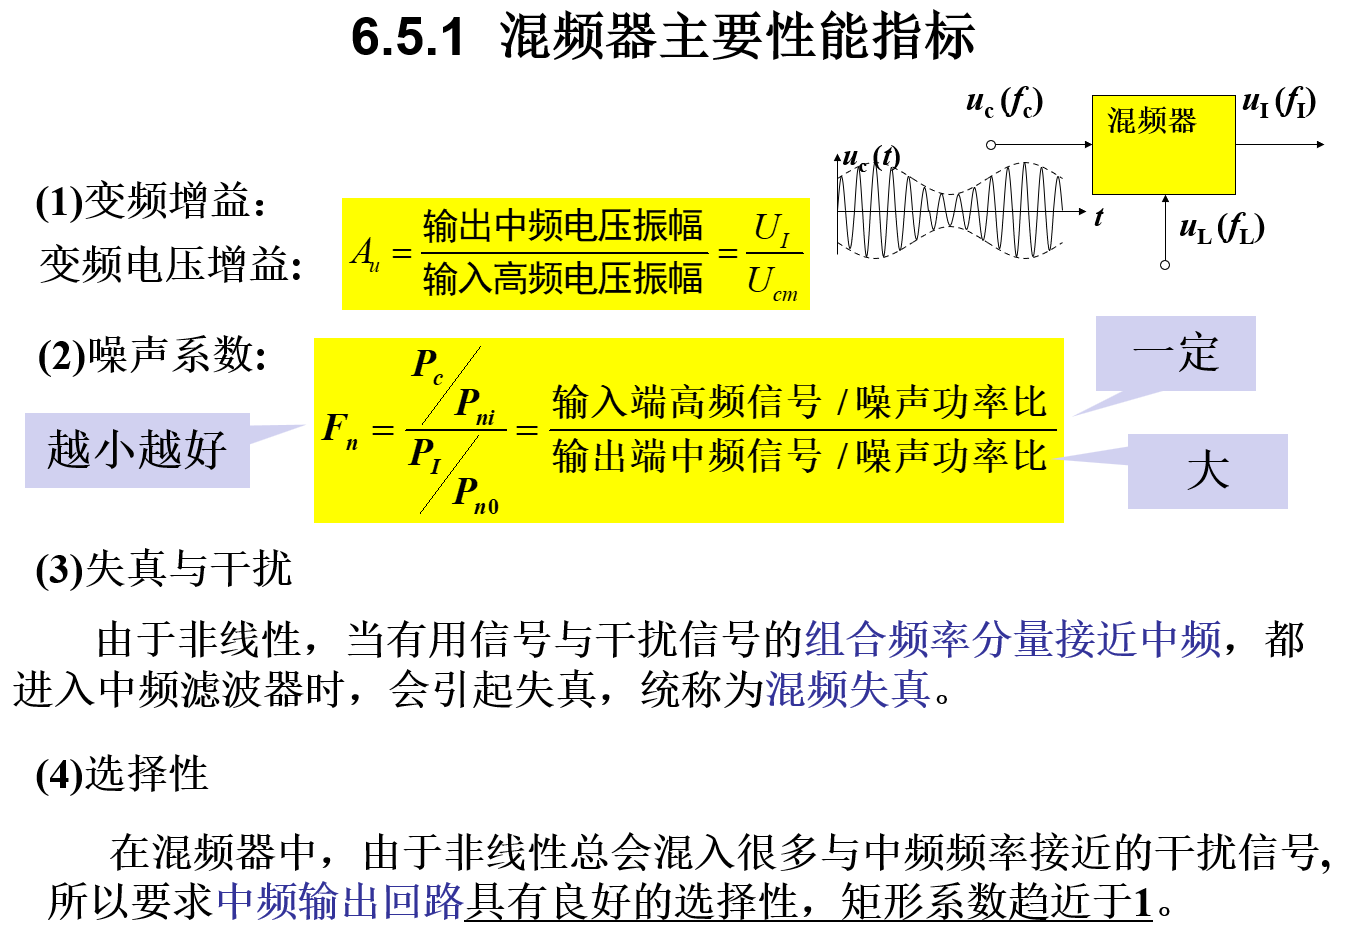 6.5.1 混频器主要性能指标
u_c(f_c)
混频器
u_I(f_I)
u_c(t)
t
u_L(f_L)
(1)变频增益：
变频电压增益:
A_u = 输出中频电压振幅 / 输入高频电压振幅 = U_I / U_cm
(2)噪声系数:
一定
越小越好
F_n = (P_c/P_ni) / (P_I/P_n0) = 输入端高频信号 /噪声功率比 / 输出端中频信号 /噪声功率比
大
(3)失真与干扰
由于非线性，当有用信号与干扰信号的组合频率分量接近中频，都
进入中频滤波器时，会引起失真，统称为混频失真。
(4)选择性
在混频器中，由于非线性总会混入很多与中频频率接近的干扰信号,
所以要求中频输出回路具有良好的选择性，矩形系数趋近于1。